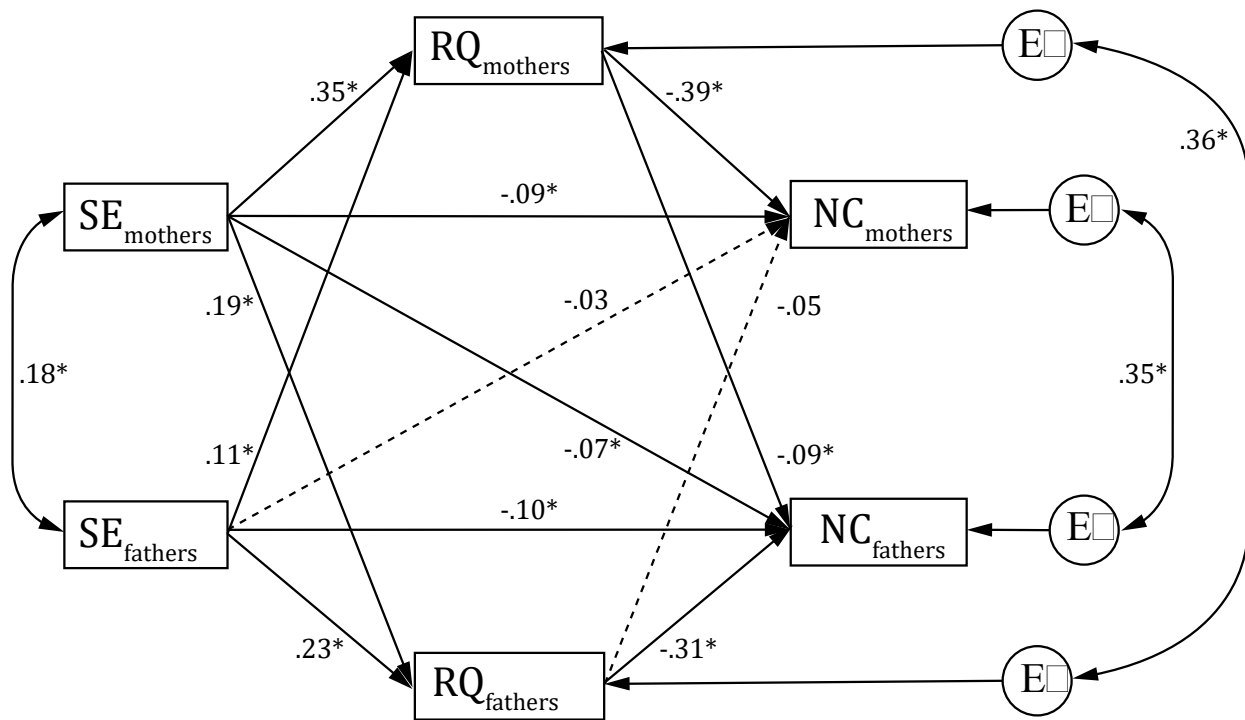 RQmothers
E□
.35*
-.39*
.36*
SEmothers
-.09*
NCmothers
E□
.19*
-.03
-.05
.18*
.35*
.11*
-.07*
-.09*
SEfathers
-.10*
NCfathers
E□
.23*
-.31*
RQfathers
E□